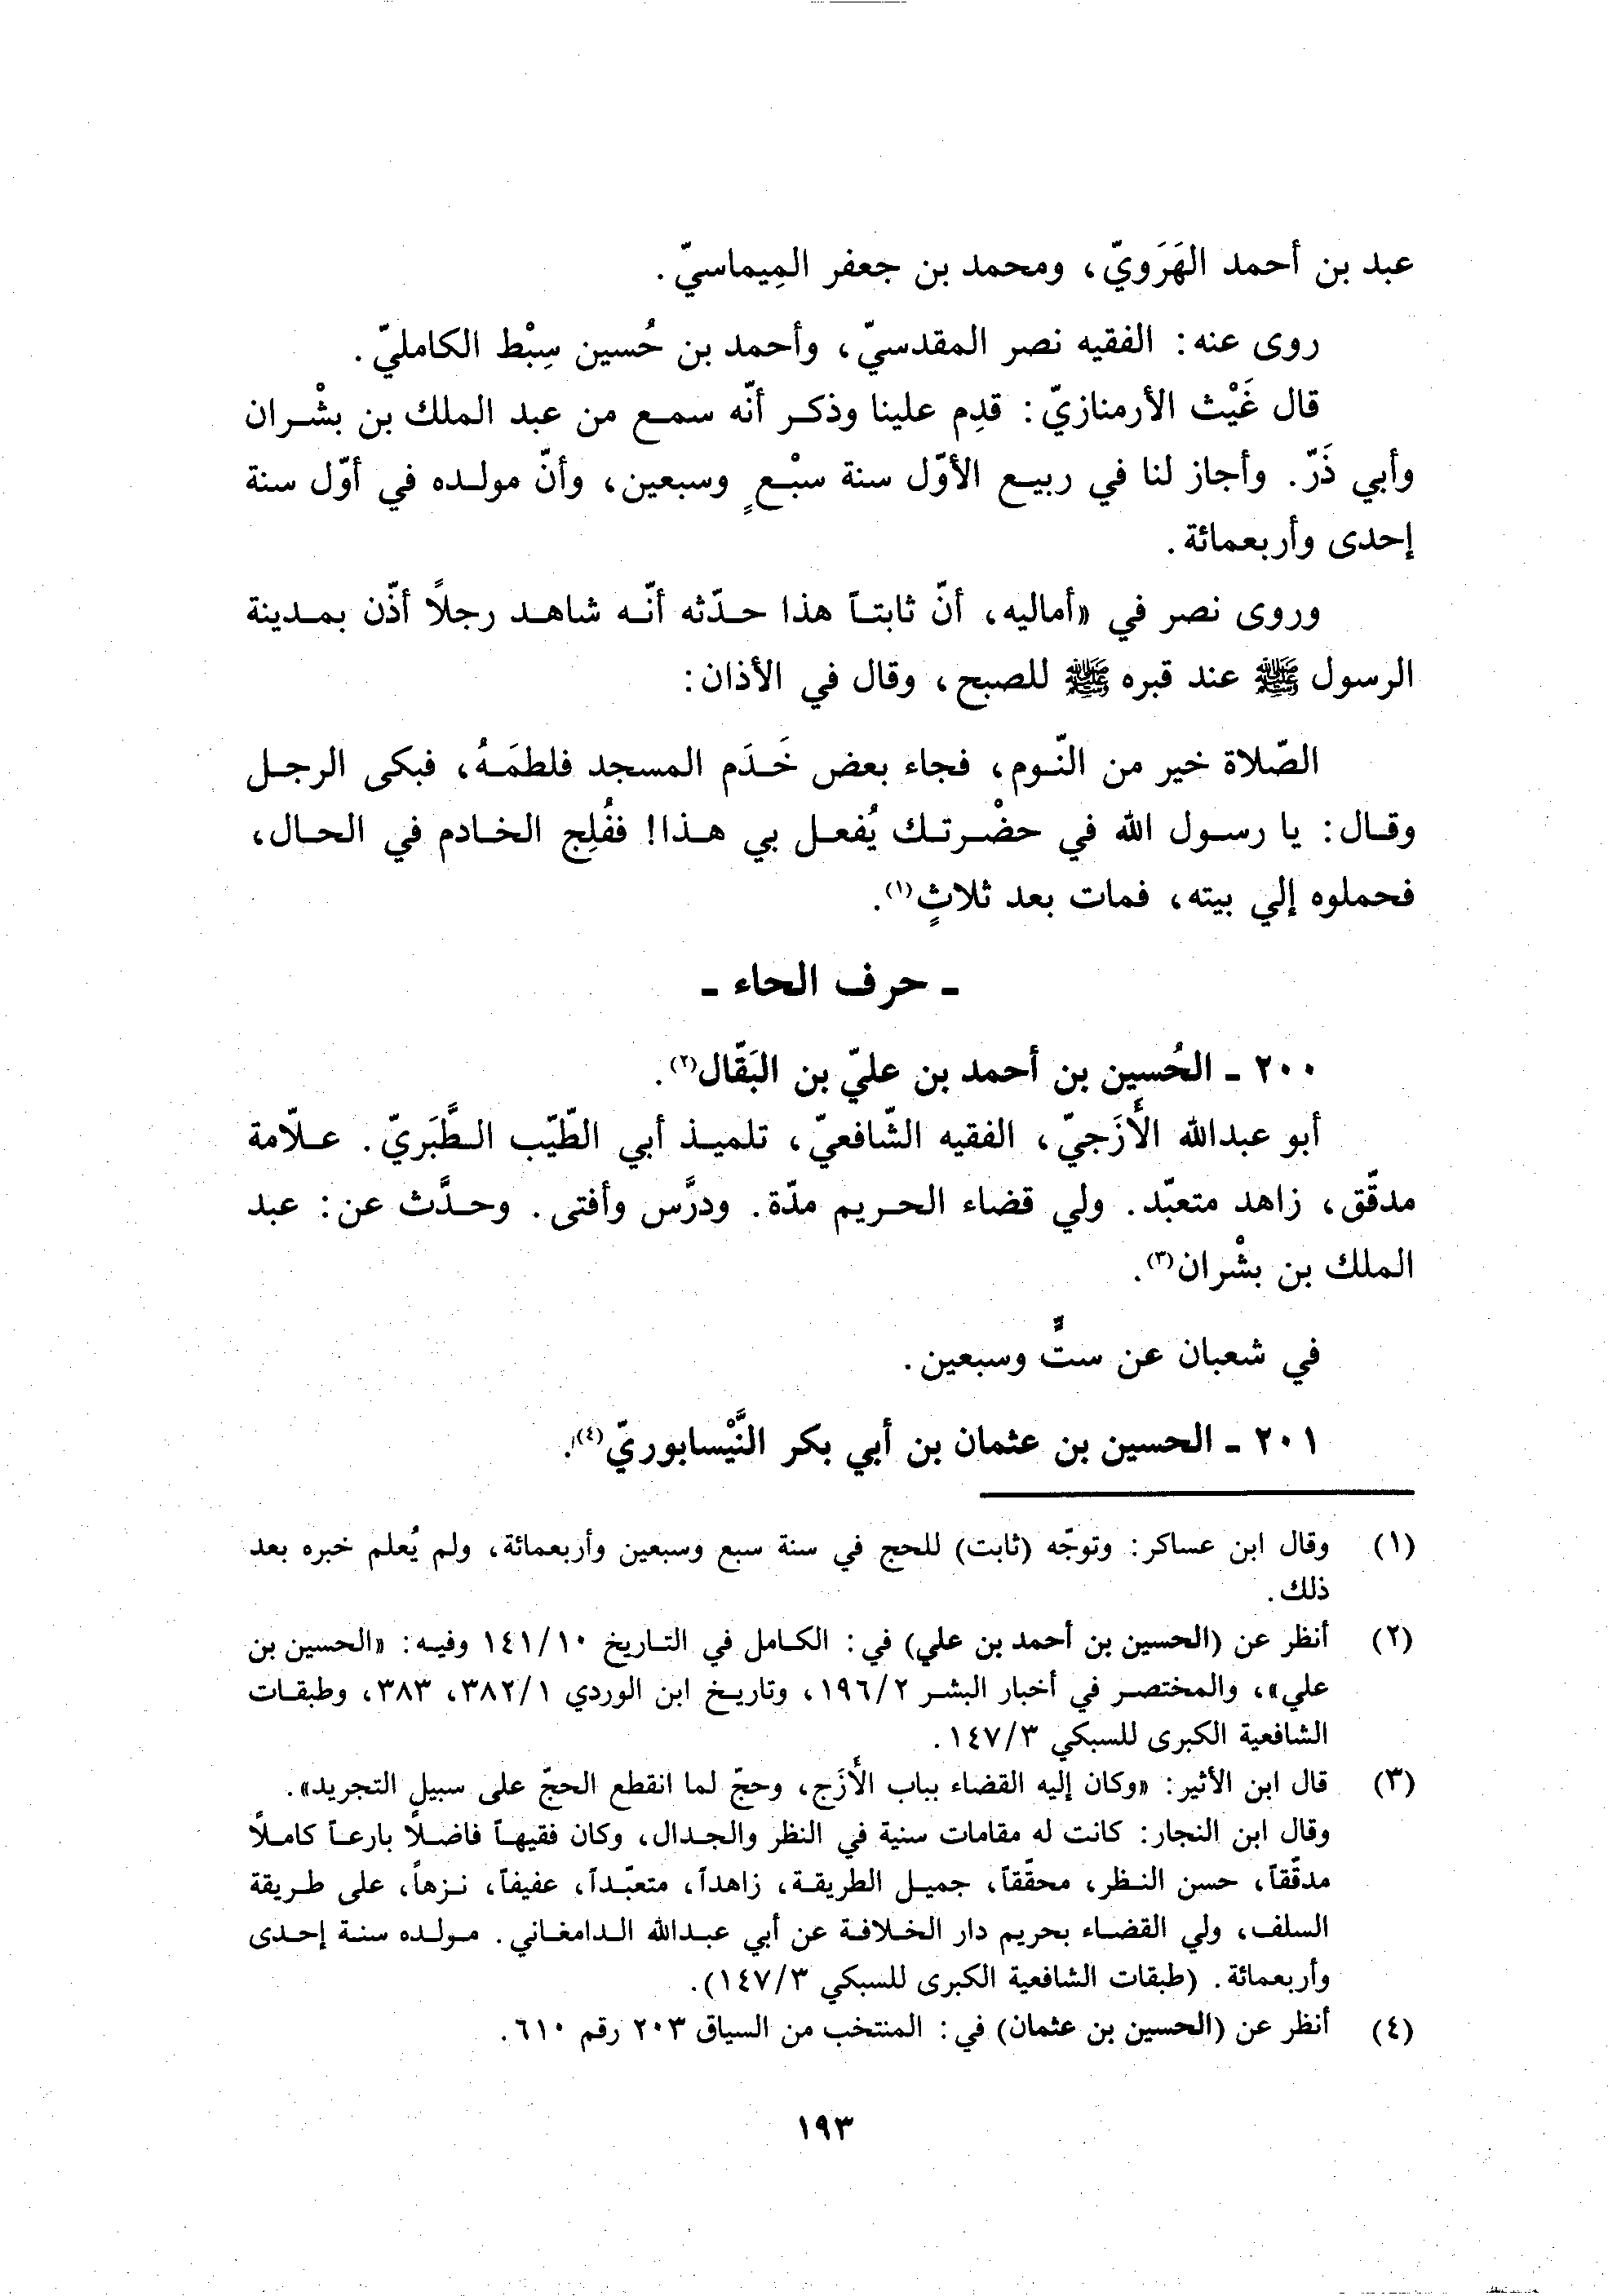 عبد بن أحمد الهَرَويّ، ومحمد بن جعفر المِيماسيّ.
روى عنه: الفقيه نصر المقدسيّ، وأحمد بن حُسين سِبْط الكامليّ.
قال غَيْث الأرمنازيّ: قدِم علينا وذكر أنّه سمع من عبد الملك بن بشْران
وأبي ذَرّ. وأجاز لنا في ربيع الأوّل سنة سبْعٍ وسبعين، وأنّ مولده في أوّل سنة
إحدى وأربعمائة.
وروى نصر في «أماليه، أنّ ثابتاً هذا حدّثه أنّه شاهد رجلًا أذّن بمدينة
الرسول ﷺ عند قبره ﷺ للصبح، وقال في الأذان:
الصّلاة خير من النّوم، فجاء بعض خَدَم المسجد فلطمَهُ، فبكى الرجل
وقال: يا رسول الله في حضْرتك يُفعل بي هذا! ففُلِج الخادم في الحال،
فحملوه إلي بيته، فمات بعد ثلاثٍ(١).
ـ حرف الحاء ـ
٢٠٠ ـ الحُسين بن أحمد بن عليّ بن البَقّال(٢).
أبو عبدالله الأَزَجيّ، الفقيه الشّافعيّ، تلميذ أبي الطّيّب الطَّبَريّ. علّامة
مدقّق، زاهد متعبّد. ولي قضاء الحريم مدّة. ودرَّس وأفتى. وحدَّث عن: عبد
الملك بن بشْران(٣).
في شعبان عن ستٍّ وسبعين.
٢٠١ ـ الحسين بن عثمان بن أبي بكر النَّيْسابوريّ(٤).
(١) وقال ابن عساكر: وتوجّه (ثابت) للحج في سنة سبع وسبعين وأربعمائة، ولم يُعلم خبره بعد
ذلك.
(٢) أنظر عن (الحسين بن أحمد بن علي) في: الكامل في التاريخ ١٤١/١٠ وفيه: «الحسين بن
علي»، والمختصر في أخبار البشر ١٩٦/٢، وتاريخ ابن الوردي ٣٨٢/١، ٣٨٣، وطبقات
الشافعية الكبرى للسبكي ١٤٧/٣.
(٣) قال ابن الأثير: «وكان إليه القضاء بباب الأَزَج، وحجّ لما انقطع الحجّ على سبيل التجريد».
وقال ابن النجار: كانت له مقامات سنية في النظر والجدال، وكان فقيهاً فاضلًا بارعاً كاملًا
مدقّقاً، حسن النظر، محقّقاً، جميل الطريقة، زاهداً، متعبّداً، عفيفاً، نزهاً، على طريقة
السلف، ولي القضاء بحريم دار الخلافة عن أبي عبدالله الدامغاني. مولده سنة إحدى
وأربعمائة. (طبقات الشافعية الكبرى للسبكي ١٤٧/٣).
(٤) أنظر عن (الحسين بن عثمان) في: المنتخب من السياق ٢٠٣ رقم ٦١٠.
١٩٣